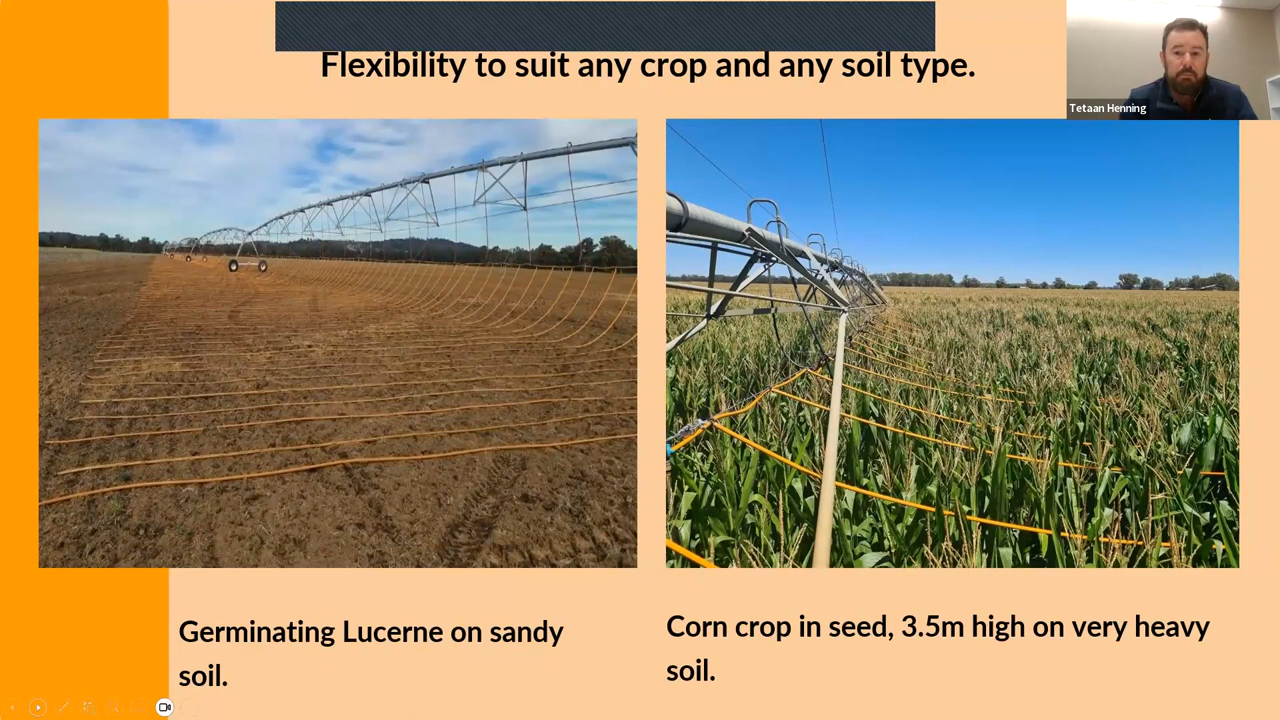 Flexibility to suit any crop and any soil type.
Tetaan Henning
Germinating Lucerne on sandy
soil.
Corn crop in seed, 3.5m high on very heavy
soil.